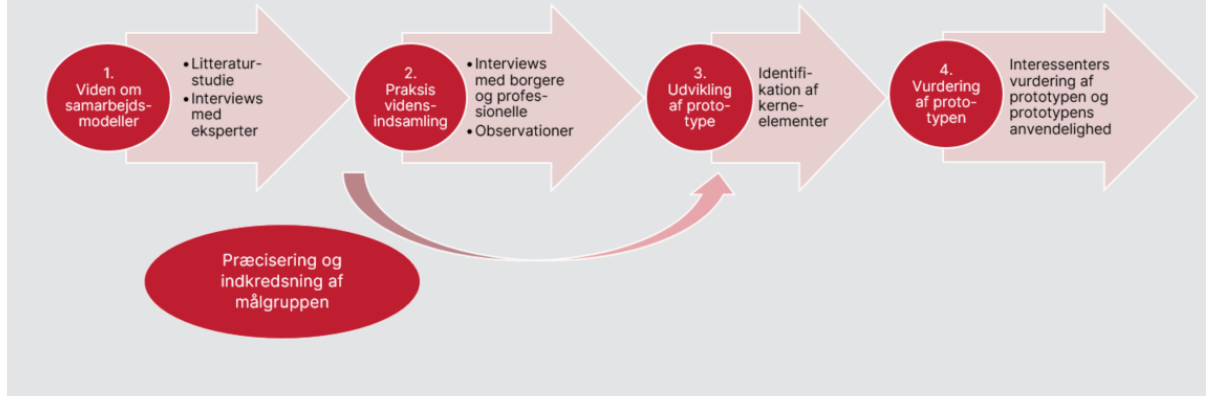 1.
Viden om
samarbejds-
modeller
• Litteratur-
studie
• Interviews
med
eksperter
2.
Praksis
videns-
indsamling
• Interviews
med borgere
og profes-
sionelle
• Observationer
3.
Udvikling
af proto-
type
Identifi-
kation af
kerne-
elementer
4.
Vurdering
af proto-
typen
Interessenters
vurdering af
prototypen og
prototypens
anvendelighed
Præcisering og
indkredsning af
målgruppen